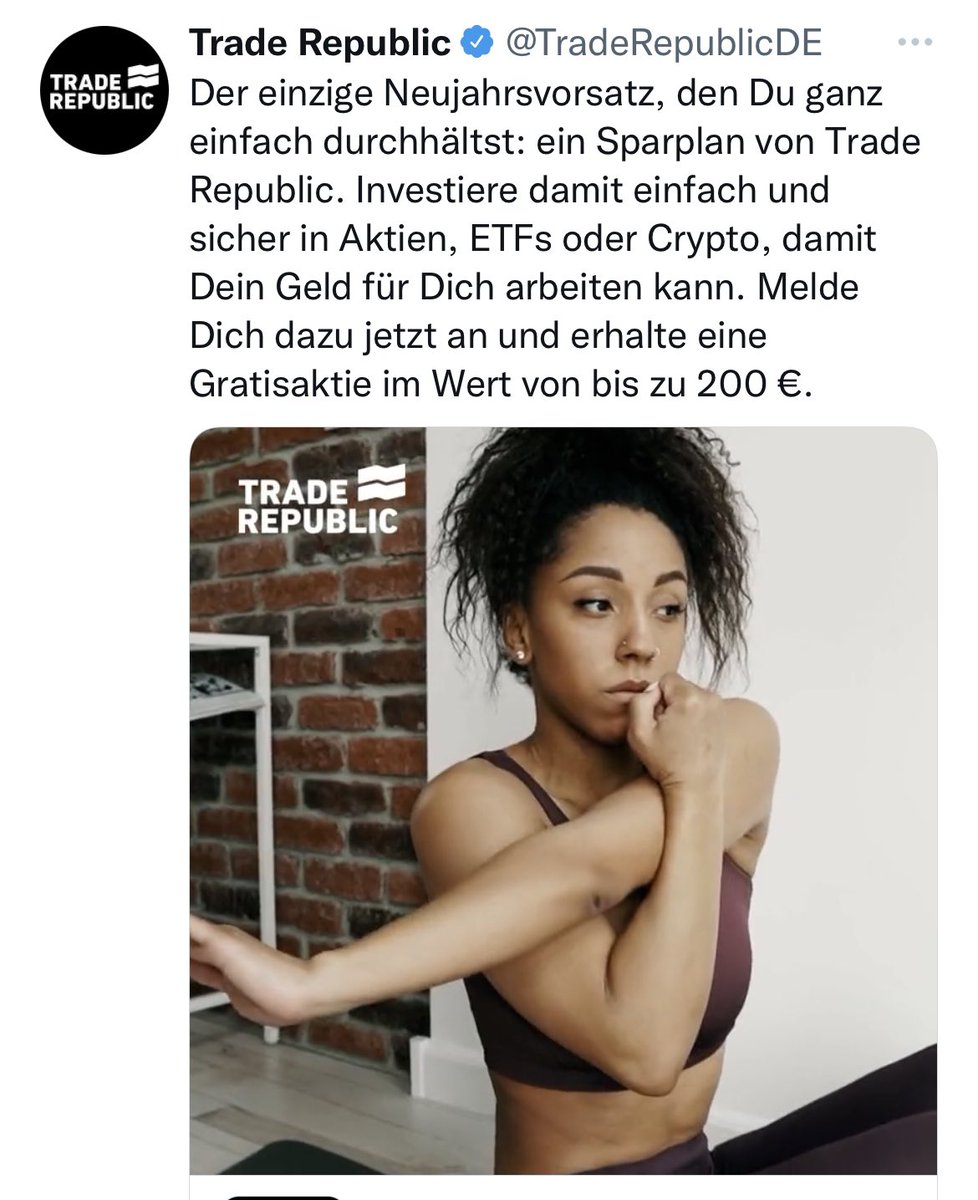 TRADE
REPUBLIC
Trade Republic @TradeRepublicDE
Der einzige Neujahrsvorsatz, den Du ganz
einfach durchhältst: ein Sparplan von Trade
Republic. Investiere damit einfach und
sicher in Aktien, ETFs oder Crypto, damit
Dein Geld für Dich arbeiten kann. Melde
Dich dazu jetzt an und erhalte eine
Gratisaktie im Wert von bis zu 200 €.
TRADE
REPUBLIC